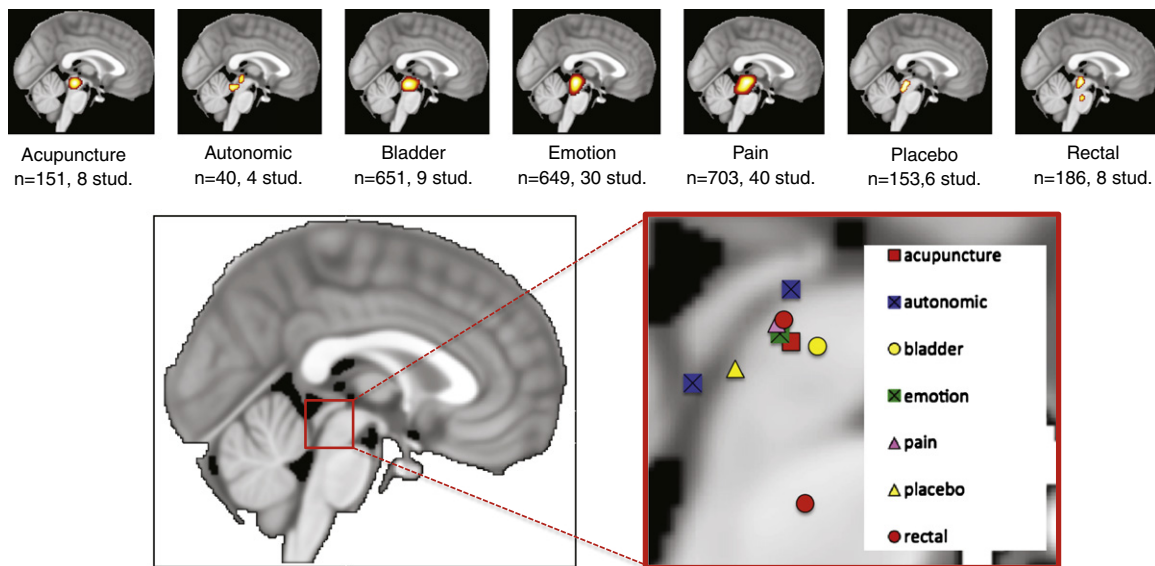 Acupuncture
n=151, 8 stud.
Autonomic
n=40, 4 stud.
Bladder
n=651, 9 stud.
Emotion
n=649, 30 stud.
Pain
n=703, 40 stud.
Placebo
n=153,6 stud.
Rectal
n=186, 8 stud.
acupuncture
autonomic
bladder
emotion
pain
placebo
rectal